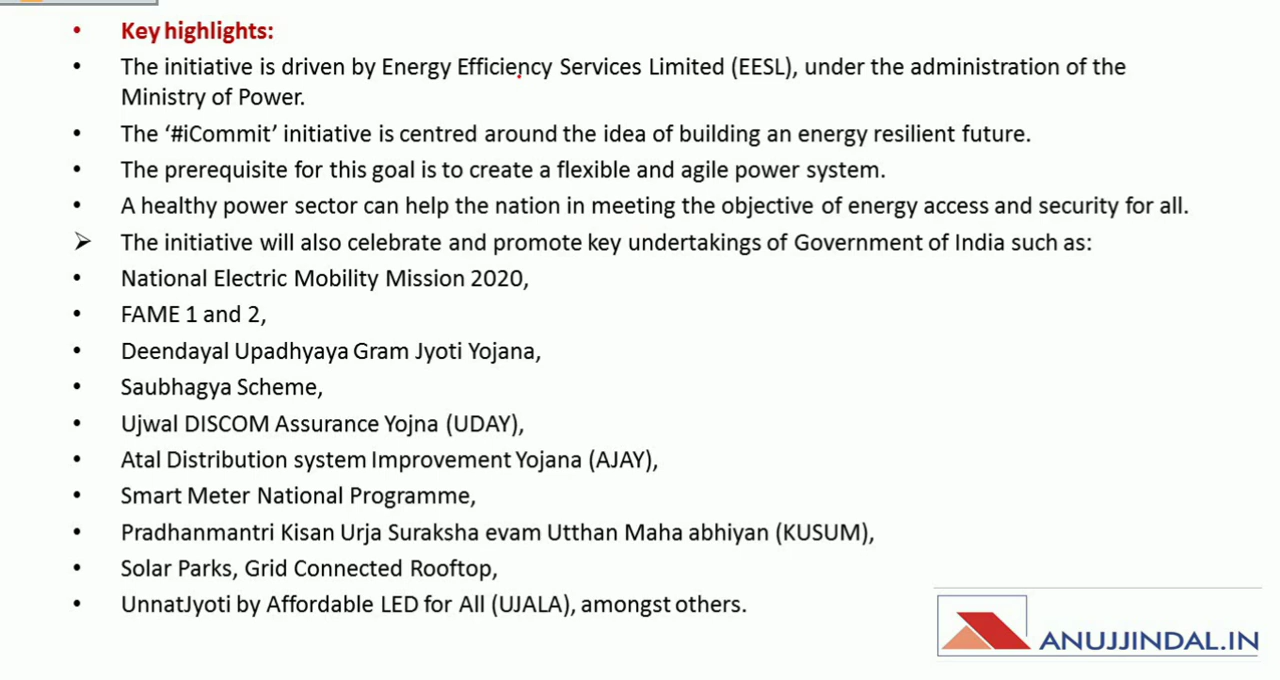 • Key highlights:
• The initiative is driven by Energy Efficiency Services Limited (EESL), under the administration of the
Ministry of Power.
• The ‘#iCommit’ initiative is centred around the idea of building an energy resilient future.
• The prerequisite for this goal is to create a flexible and agile power system.
• A healthy power sector can help the nation in meeting the objective of energy access and security for all.
➢ The initiative will also celebrate and promote key undertakings of Government of India such as:
• National Electric Mobility Mission 2020,
• FAME 1 and 2,
• Deendayal Upadhyaya Gram Jyoti Yojana,
• Saubhagya Scheme,
• Ujwal DISCOM Assurance Yojna (UDAY),
• Atal Distribution system Improvement Yojana (AJAY),
• Smart Meter National Programme,
• Pradhanmantri Kisan Urja Suraksha evam Utthan Maha abhiyan (KUSUM),
• Solar Parks, Grid Connected Rooftop,
• UnnatJyoti by Affordable LED for All (UJALA), amongst others.
ANUJJINDAL.IN